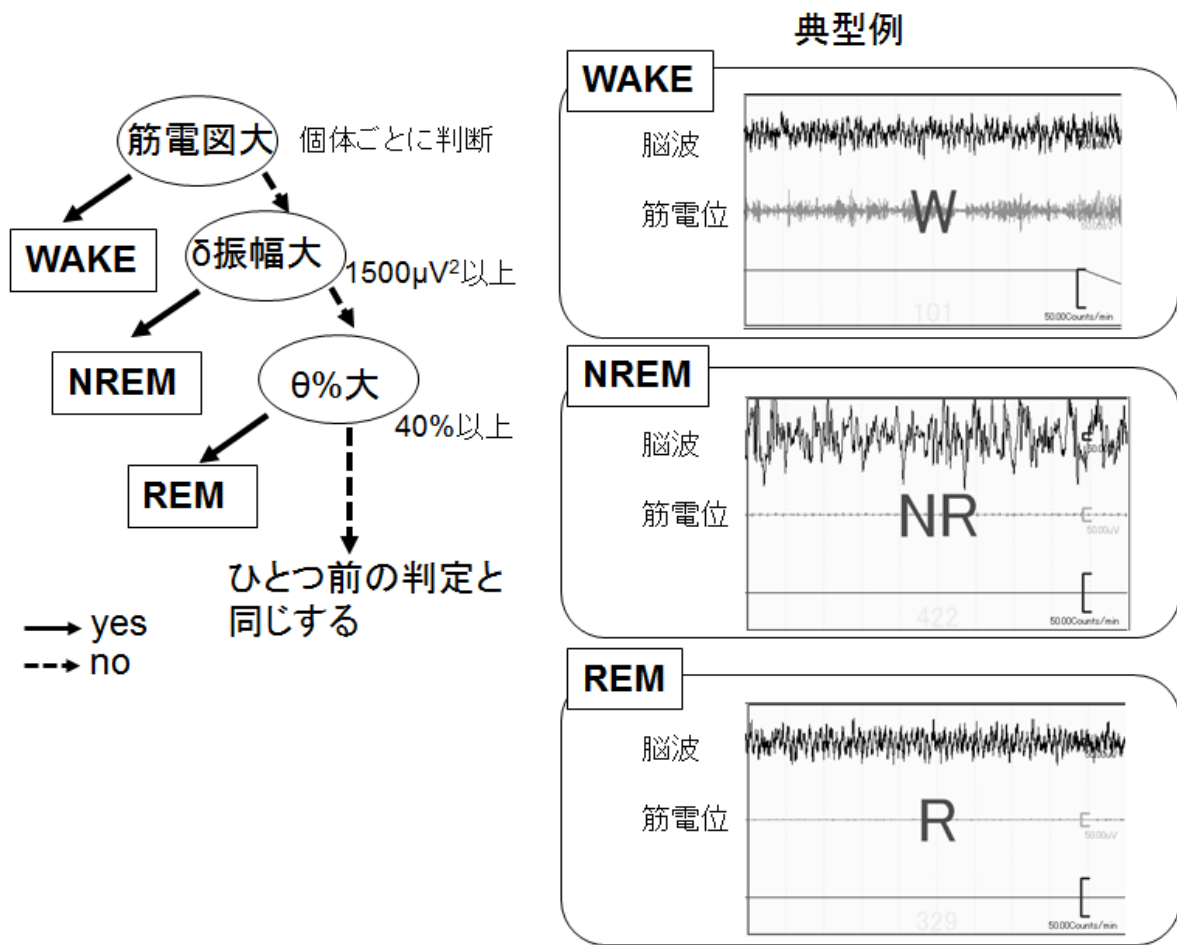 典型例
筋電図大
個体ごとに判断
WAKE
δ振幅大
1500μV²以上
NREM
θ%大
40%以上
REM
ひとつ前の判定と
同じする
yes
no
WAKE
脳波
筋電位
W
50.00uV
101
50.00Counts/min
NREM
脳波
筋電位
NR
50.00uV
422
50.00Counts/min
REM
脳波
筋電位
R
50.00uV
329
50.00Counts/min